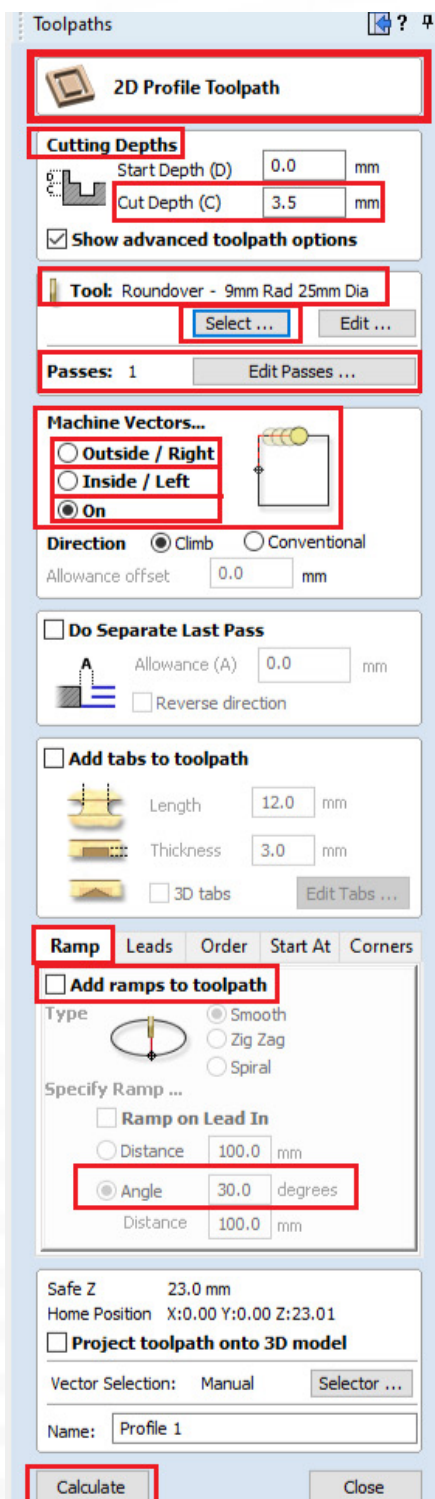 Toolpaths ?
2D Profile Toolpath
Cutting Depths
Start Depth (D) 0.0 mm
Cut Depth (C) 3.5 mm
Show advanced toolpath options
Tool: Roundover - 9mm Rad 25mm Dia
Select ... Edit ...
Passes: 1 Edit Passes ...
Machine Vectors...
Outside / Right
Inside / Left
On
Direction Climb Conventional
Allowance offset 0.0 mm
Do Separate Last Pass
A Allowance (A) 0.0 mm
Reverse direction
Add tabs to toolpath
Length 12.0 mm
Thickness 3.0 mm
3D tabs Edit Tabs ...
Ramp Leads Order Start At Corners
Add ramps to toolpath
Type Smooth
Zig Zag
Spiral
Specify Ramp ...
Ramp on Lead In
Distance 100.0 mm
Angle 30.0 degrees
Distance 100.0 mm
Safe Z 23.0 mm
Home Position X:0.00 Y:0.00 Z:23.01
Project toolpath onto 3D model
Vector Selection: Manual Selector ...
Name: Profile 1
Calculate Close